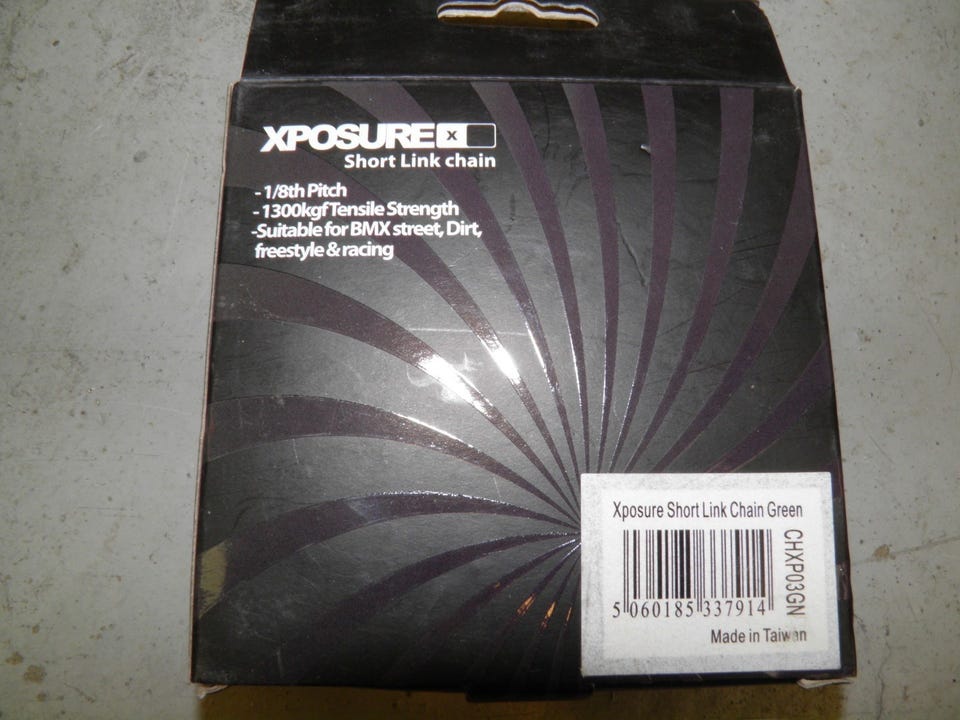 XPOSURE x
Short Link chain
- 1/8th Pitch
- 1300kgf Tensile Strength
-Suitable for BMX street, Dirt,
freestyle & racing
Xposure Short Link Chain Green
CHXP03GN
5 060185 337914
Made in Taiwan